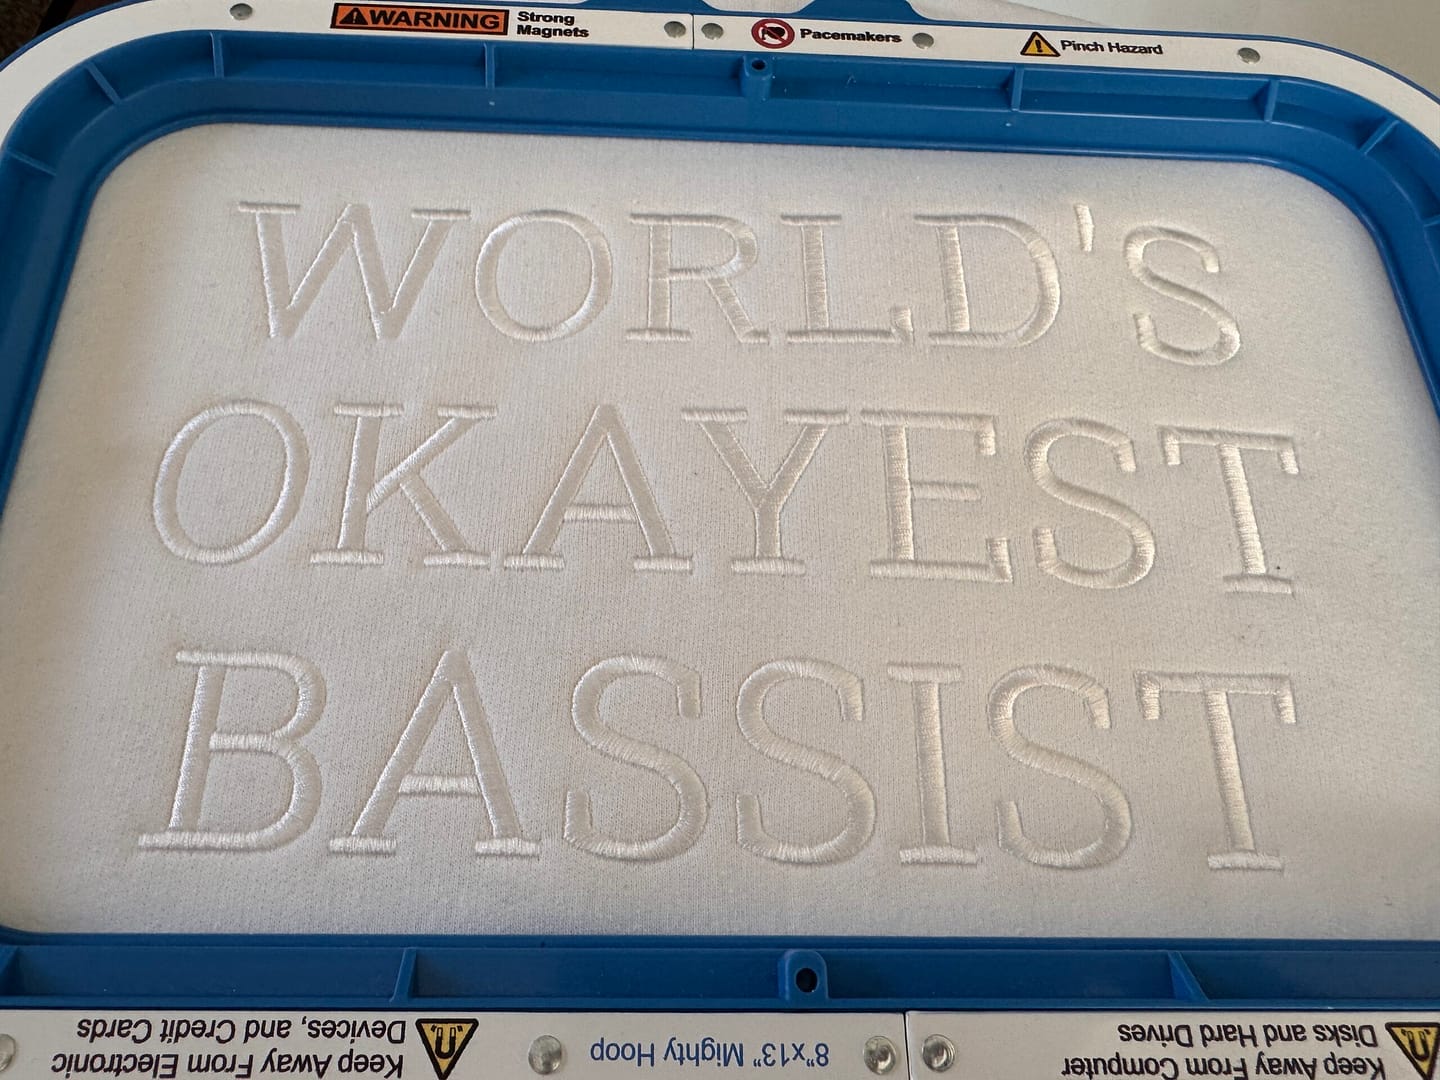 WARNING Strong Magnets
Pacemakers
Pinch Hazard
WORLD'S
OKAYEST
BASSIST
Keep Away From Electronic
Devices, and Credit Cards
8"x13" Mighty Hoop
Keep Away From Computer
Disks and Hard Drives